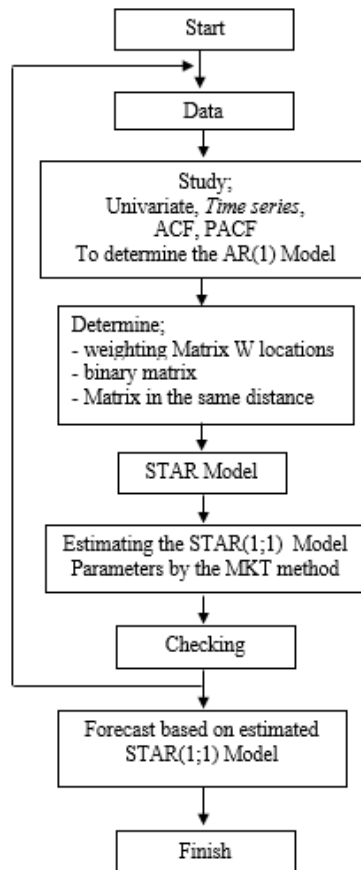 Start
Data
Study;
Univariate, Time series,
ACF, PACF
To determine the AR(1) Model
Determine;
- weighting Matrix W locations
- binary matrix
- Matrix in the same distance
STAR Model
Estimating the STAR(1;1) Model
Parameters by the MKT method
Checking
Forecast based on estimated
STAR(1;1) Model
Finish